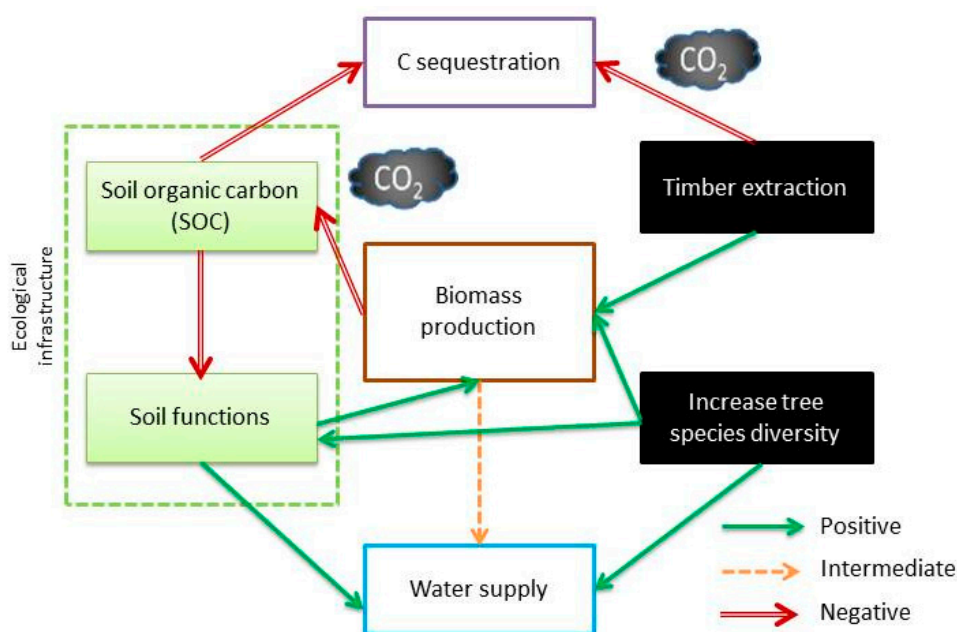 C sequestration
CO2
Soil organic carbon
(SOC)
CO2
Timber extraction
Ecological
infrastructure
Biomass
production
Soil functions
Increase tree
species diversity
Water supply
Positive
Intermediate
Negative